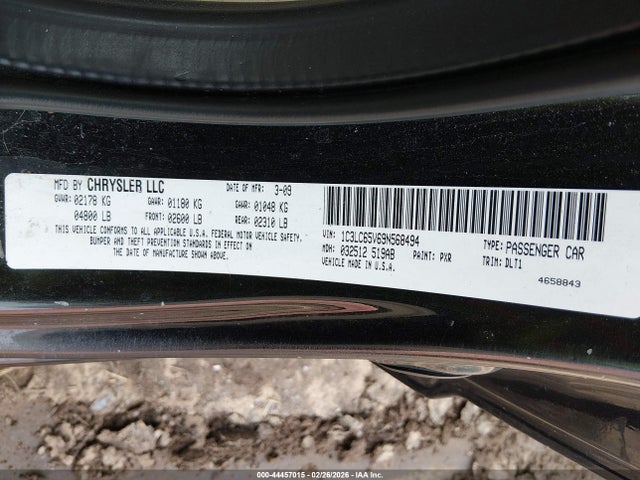 MFD BY CHRYSLER LLC DATE OF MFR: 3-09
GVWR: 02178 KG GAWR: 01180 KG GAWR: 01048 KG
04800 LB FRONT: 02600 LB REAR: 02310 LB
THIS VEHICLE CONFORMS TO ALL APPLICABLE U.S.A. FEDERAL MOTOR VEHICLE SAFETY,
BUMPER AND THEFT PREVENTION STANDARDS IN EFFECT ON
THE DATE OF MANUFACTURE SHOWN ABOVE.
VIN: 1C3LC65V69N568494 TYPE: PASSENGER CAR
MDH: 032512 519AB PAINT: PXR TRIM: DLT1
VEHICLE MADE IN U.S.A. 4658843
000-44457015 - 02/26/2026 - Copyright © IAA, LLC